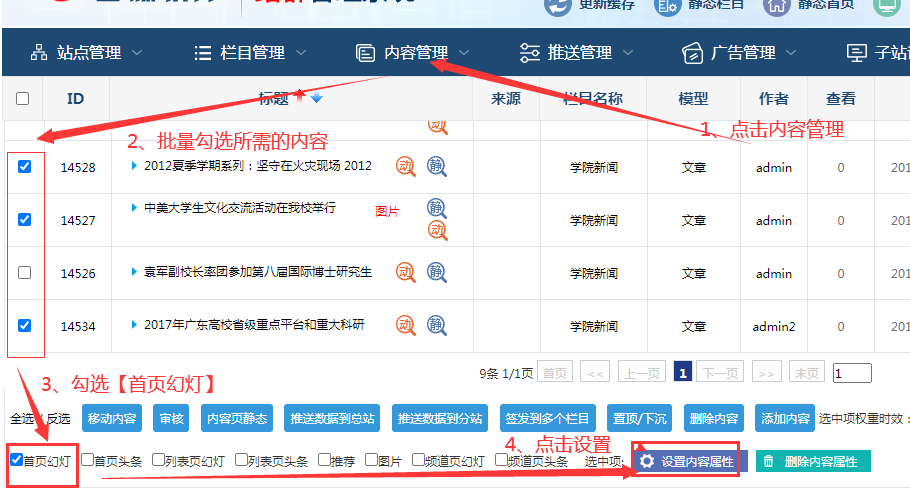 更新缓存 静态栏目 静态首页
站点管理 栏目管理 内容管理 推送管理 广告管理 子站
ID 标题 来源 栏目名称 模型 作者 查看
动
1、点击内容管理
2、批量勾选所需的内容
14528 2012夏季学期系列：坚守在火灾现场 2012 动 静 学院新闻 文章 admin 0 201
14527 中美大学生文化交流活动在我校举行 图片 静 动 学院新闻 文章 admin 0 201
14526 袁军副校长率团参加第八届国际博士研究生 动 静 学院新闻 文章 admin 0 201
14534 2017年广东高校省级重点平台和重大科研 动 静 学院新闻 文章 admin2 0 201
9条 1/1页 首页 << 上一页 1 下一页 >> 末页 1
3、勾选【首页幻灯】
全选 / 反选 移动内容 审核 内容页静态 推送数据到总站 推送数据到分站 签发到多个栏目 置顶/下沉 删除内容 添加内容 选中项权重时效：
4、点击设置
首页幻灯 首页头条 列表页幻灯 列表页头条 推荐 图片 频道页幻灯 频道页头条 选中项: 设置内容属性 删除内容属性